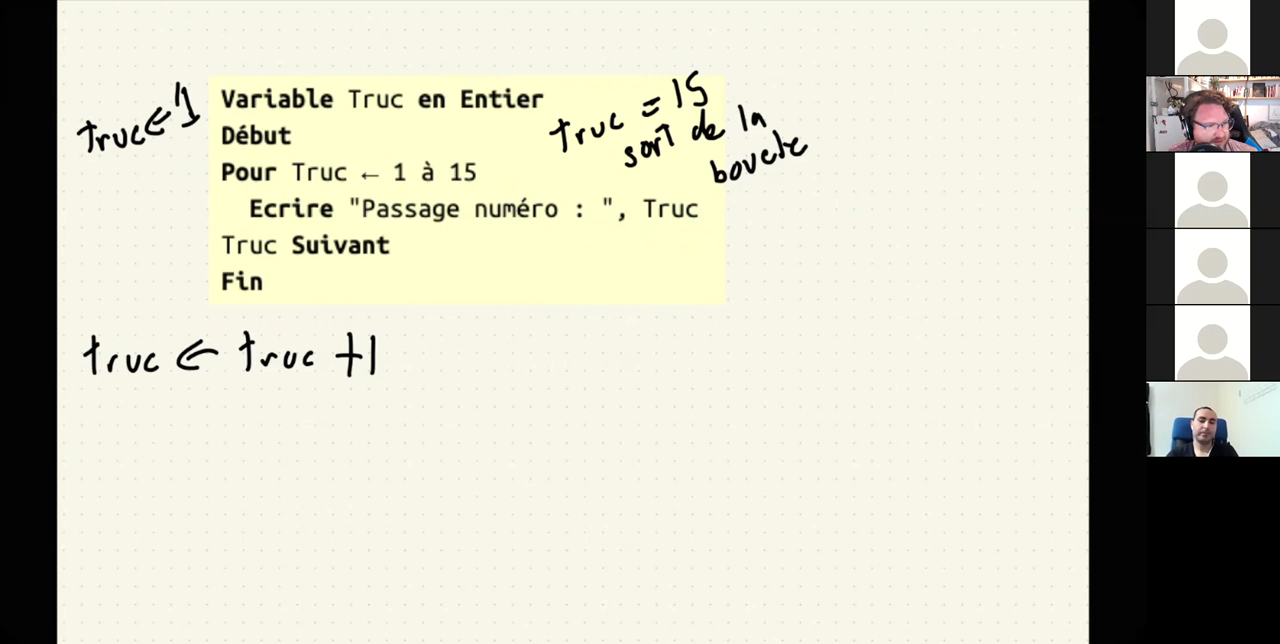 truc ← 1
Variable Truc en Entier
Début
Pour Truc ← 1 à 15
Ecrire "Passage numéro : ", Truc
Truc Suivant
Fin
truc = 15
sort de la
boucle
truc ← truc +1